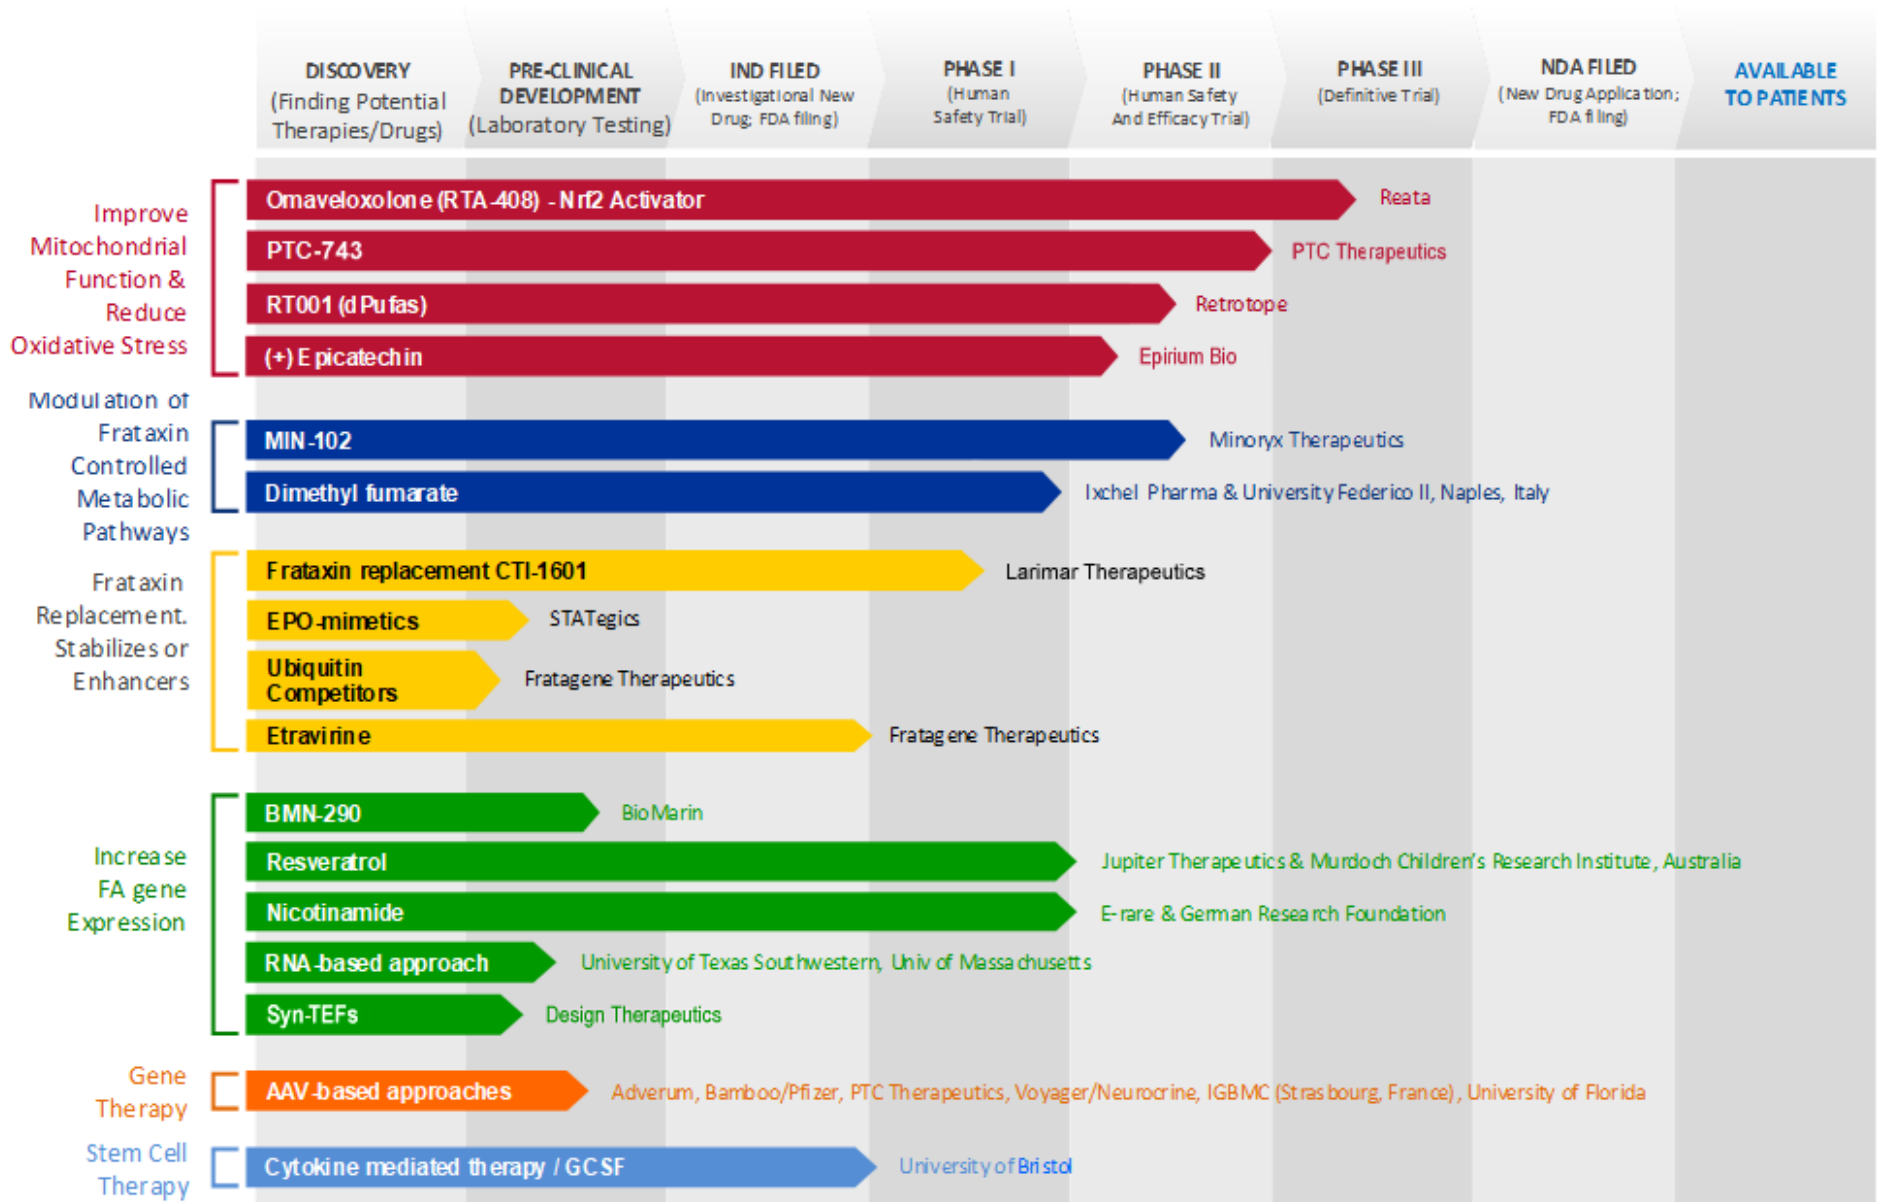 DISCOVERY
(Finding Potential
Therapies/Drugs)
PRE-CLINICAL
DEVELOPMENT
(Laboratory Testing)
IND FILED
(Investigational New
Drug; FDA filing)
PHASE I
(Human
Safety Trial)
PHASE II
(Human Safety
And Efficacy Trial)
PHASE III
(Definitive Trial)
NDA FILED
(New Drug Application;
FDA filing)
AVAILABLE
TO PATIENTS
Improve
Mitochondrial
Function &
Reduce
Oxidative Stress
Omaveloxolone (RTA-408) - Nrf2 Activator
Reata
PTC-743
PTC Therapeutics
RT001 (dPufas)
Retrotope
(+) Epicatechin
Epirium Bio
Modulation of
Frataxin
Controlled
Metabolic
Pathways
MIN-102
Minoryx Therapeutics
Dimethyl fumarate
Ixchel Pharma & University Federico II, Naples, Italy
Frataxin
Replacement.
Stabilizes or
Enhancers
Frataxin replacement CTI-1601
Larimar Therapeutics
EPO-mimetics
STATegics
Ubiquitin
Competitors
Fratagene Therapeutics
Etravirine
Fratagene Therapeutics
Increase
FA gene
Expression
BMN-290
BioMarin
Resveratrol
Jupiter Therapeutics & Murdoch Children's Research Institute, Australia
Nicotinamide
E-rare & German Research Foundation
RNA-based approach
University of Texas Southwestern, Univ of Massachusetts
Syn-TEFs
Design Therapeutics
Gene
Therapy
AAV-based approaches
Adverum, Bamboo/Pfizer, PTC Therapeutics, Voyager/Neurocrine, IGBMC (Strasbourg, France), University of Florida
Stem Cell
Therapy
Cytokine mediated therapy / GCSF
University of Bristol